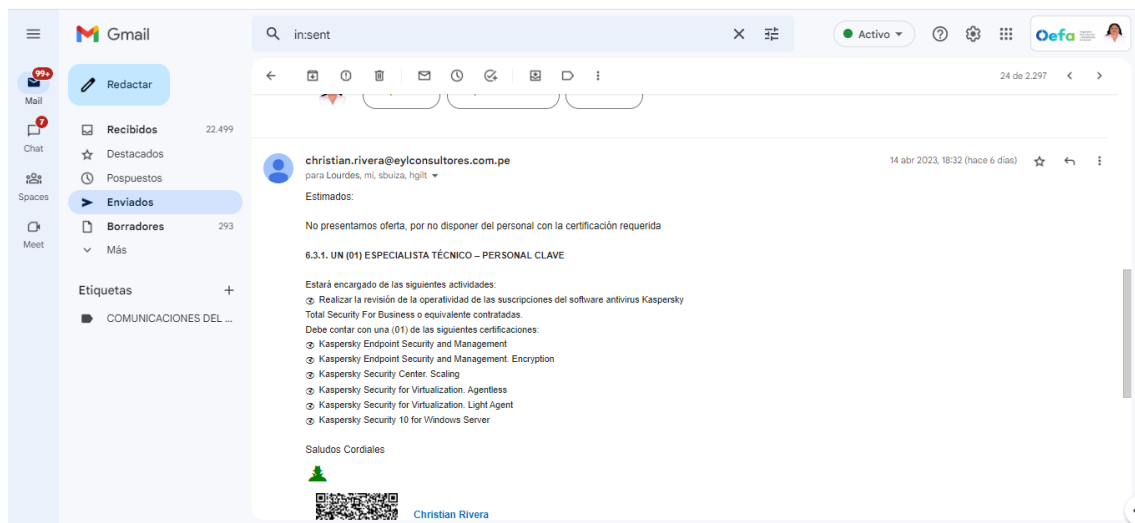 Gmail
in:sent
Activo
Oefa
99+
Mail
7
Chat
Spaces
Meet
Redactar
Recibidos 22.499
Destacados
Pospuestos
Enviados
Borradores 293
Más
Etiquetas +
COMUNICACIONES DEL ...
24 de 2.297
christian.rivera@eylconsultores.com.pe
14 abr 2023, 18:32 (hace 6 días)
para Lourdes, mi, sbuiza, hgilt
Estimados:
No presentamos oferta, por no disponer del personal con la certificación requerida
6.3.1. UN (01) ESPECIALISTA TÉCNICO – PERSONAL CLAVE
Estará encargado de las siguientes actividades:
Realizar la revisión de la operatividad de las suscripciones del software antivirus Kaspersky
Total Security For Business o equivalente contratadas.
Debe contar con una (01) de las siguientes certificaciones:
Kaspersky Endpoint Security and Management
Kaspersky Endpoint Security and Management. Encryption
Kaspersky Security Center. Scaling
Kaspersky Security for Virtualization. Agentless
Kaspersky Security for Virtualization. Light Agent
Kaspersky Security 10 for Windows Server
Saludos Cordiales
Christian Rivera